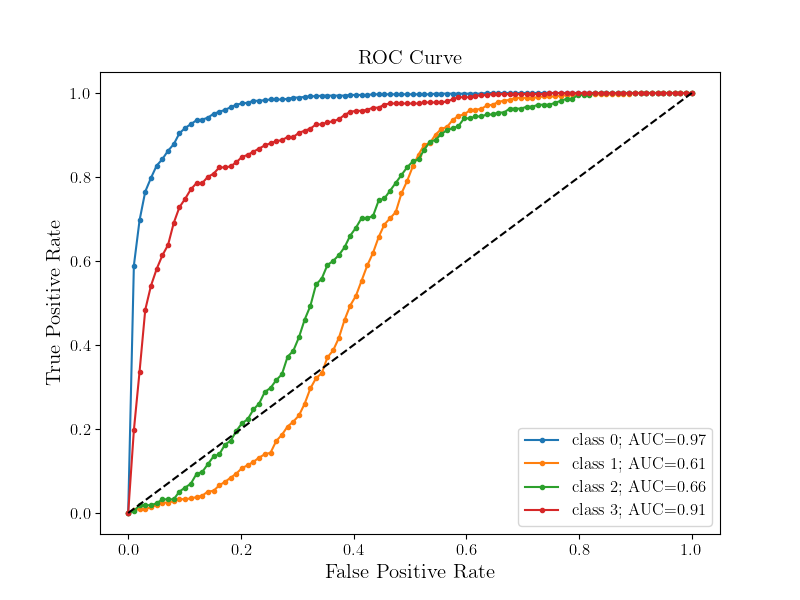 ROC Curve
True Positive Rate
1.0
0.8
0.6
0.4
0.2
0.0
class 0; AUC=0.97
class 1; AUC=0.61
class 2; AUC=0.66
class 3; AUC=0.91
0.0 0.2 0.4 0.6 0.8 1.0
False Positive Rate